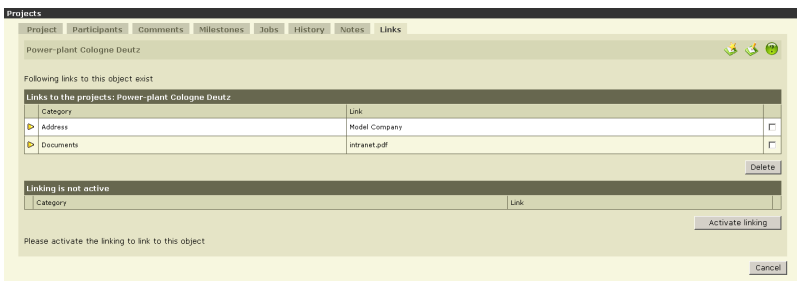 Projects
Project Participants Comments Milestones Jobs History Notes Links
Power-plant Cologne Deutz
Following links to this object exist
Links to the projects: Power-plant Cologne Deutz
Category Link
Address Model Company
Documents intranet.pdf
Delete
Linking is not active
Category Link
Activate linking
Please activate the linking to link to this object
Cancel